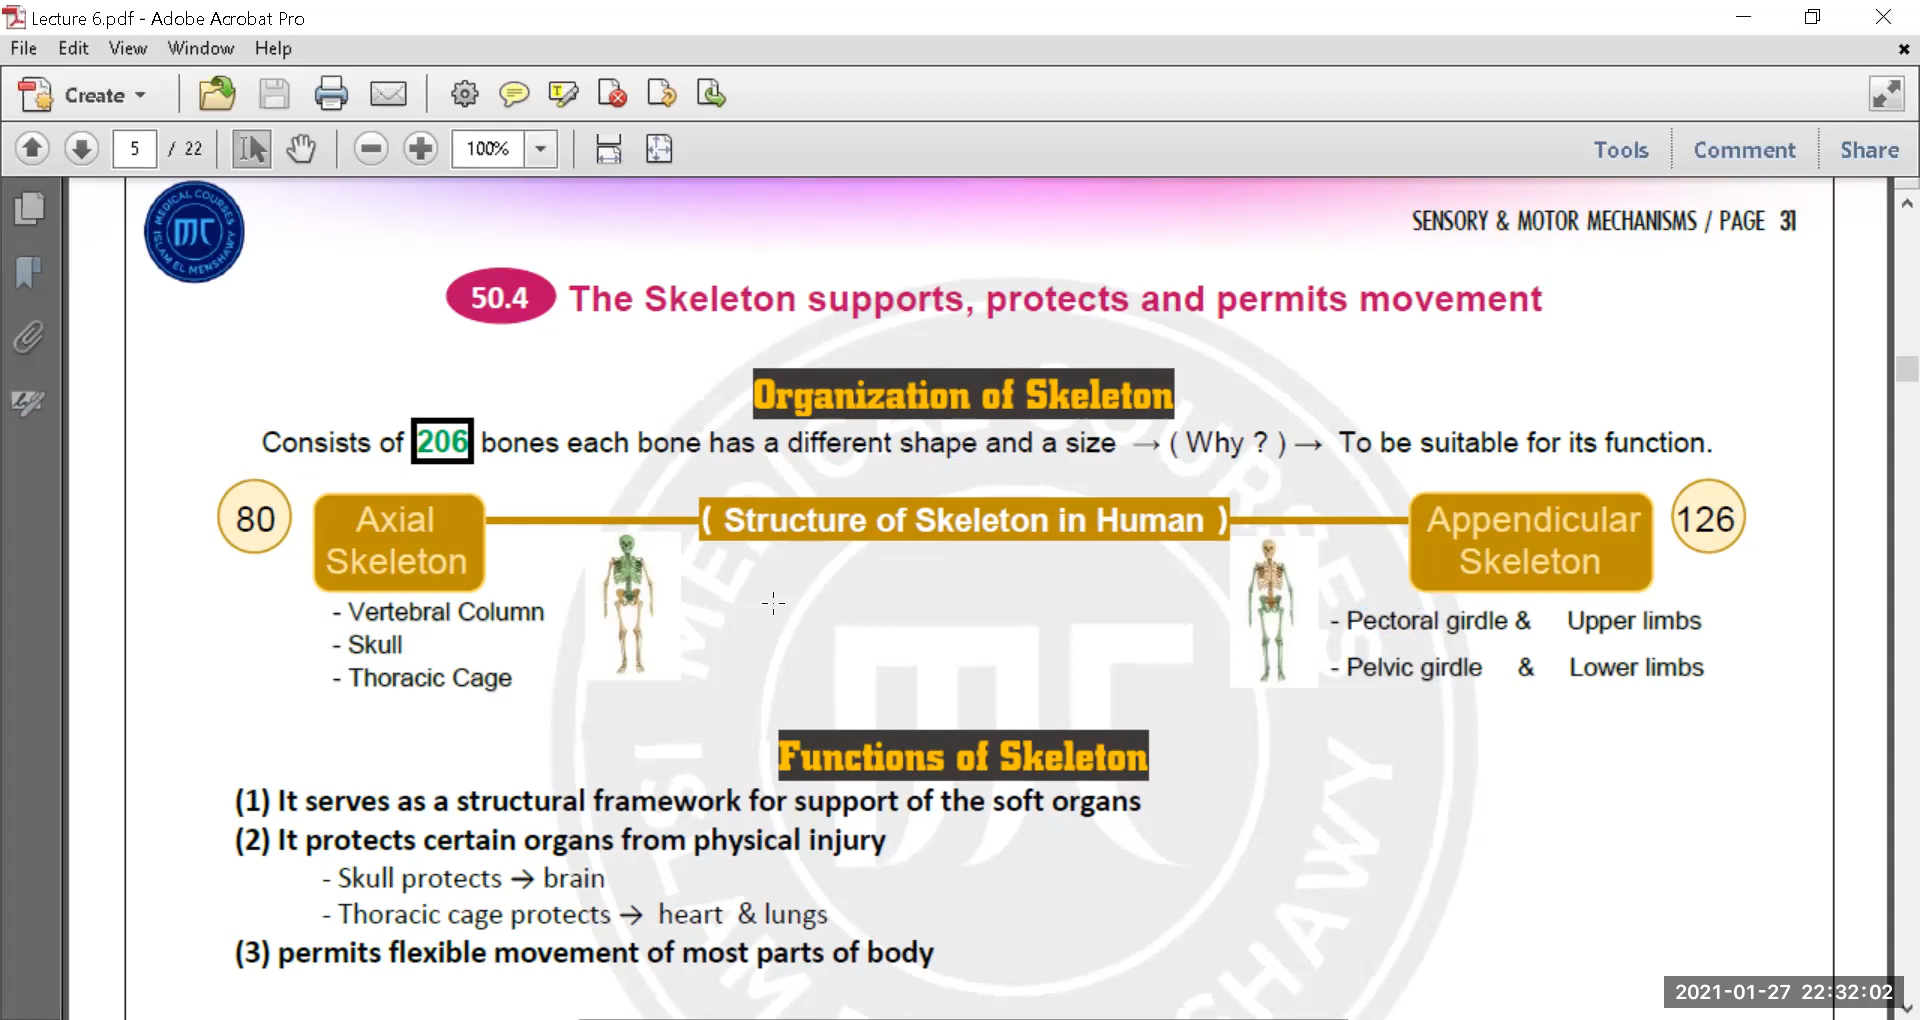 Lecture 6.pdf - Adobe Acrobat Pro
File Edit View Window Help
Create
5 / 22 100% Tools Comment Share
MEDICAL COURSES
MC
ISLAM EL MENSHAWY
SENSORY & MOTOR MECHANISMS / PAGE 31
50.4 The Skeleton supports, protects and permits movement
Organization of Skeleton
Consists of 206 bones each bone has a different shape and a size → ( Why ? ) → To be suitable for its function.
80 Axial Skeleton ( Structure of Skeleton in Human ) Appendicular Skeleton 126
- Vertebral Column
- Skull
- Thoracic Cage
- Pectoral girdle & Upper limbs
- Pelvic girdle & Lower limbs
Functions of Skeleton
(1) It serves as a structural framework for support of the soft organs
(2) It protects certain organs from physical injury
- Skull protects → brain
- Thoracic cage protects → heart & lungs
(3) permits flexible movement of most parts of body
2021-01-27 22:32:02